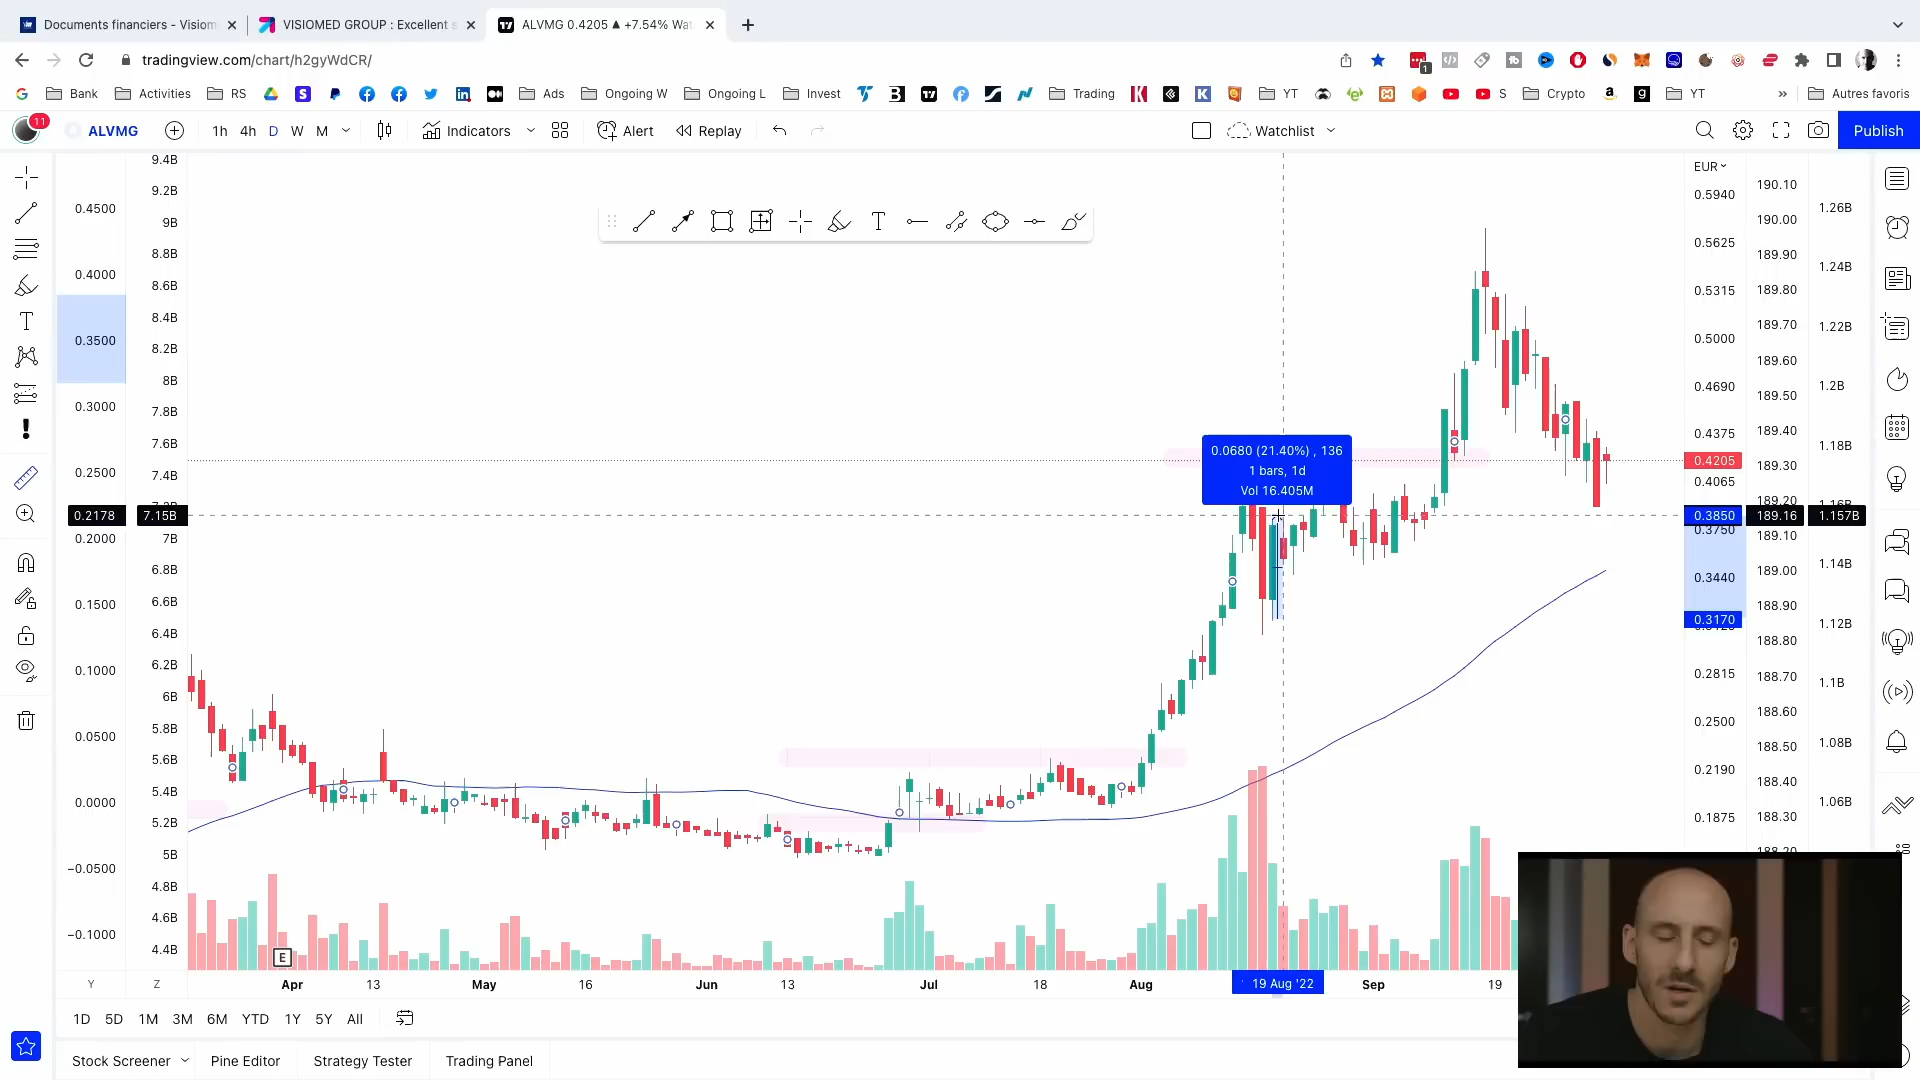 Documents financiers - Visiom
VISIOMED GROUP : Excellent s
ALVMG 0.4205 ▲ +7.54% Wat
tradingview.com/chart/h2gyWdCR/
1
Bank
Activities
RS
Ads
Ongoing W
Ongoing L
Invest
Trading
YT
S
Crypto
YT
»
Autres favoris
11
ALVMG
1h 4h D W M
Indicators
Alert
Replay
Watchlist
Publish
EUR
9.4B
9.2B
9B
8.8B
8.6B
8.4B
8.2B
8B
7.8B
7.6B
7.4B
7.15B
7B
6.8B
6.6B
6.4B
6.2B
6B
5.8B
5.6B
5.4B
5.2B
5B
4.8B
4.6B
4.4B
0.4500
0.4000
0.3500
0.3000
0.2500
0.2178
0.2000
0.1500
0.1000
0.0500
0.0000
−0.0500
−0.1000
0.0680 (21.40%) , 136
1 bars, 1d
Vol 16.405M
0.5940
0.5625
0.5315
0.5000
0.4690
0.4375
0.4205
0.4065
0.3850
0.3750
0.3440
0.3170
0.2815
0.2500
0.2190
0.1875
190.10
190.00
189.90
189.80
189.70
189.60
189.50
189.40
189.30
189.20
189.16
189.10
189.00
188.90
188.80
188.70
188.60
188.50
188.40
188.30
188.20
1.26B
1.24B
1.22B
1.2B
1.18B
1.157B
1.14B
1.12B
1.1B
1.08B
1.06B
E
Y
Z
Apr
13
May
16
Jun
13
Jul
18
Aug
19 Aug '22
Sep
19
1D 5D 1M 3M 6M YTD 1Y 5Y All
Stock Screener
Pine Editor
Strategy Tester
Trading Panel